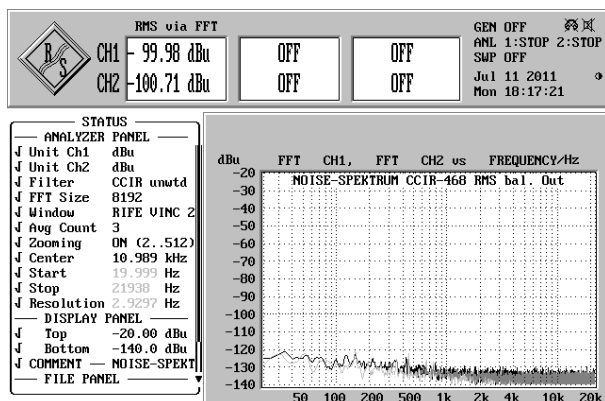 RMS via FFT
CH1 - 99.98 dBu OFF OFF
CH2 -100.71 dBu OFF OFF
GEN OFF
ANL 1:STOP 2:STOP
SWP OFF
Jul 11 2011
Mon 18:17:21
R S
STATUS
ANALYZER PANEL
Unit Ch1 dBu
Unit Ch2 dBu
Filter CCIR unwtd
FFT Size 8192
Window RIFE VINC 2
Avg Count 3
Zooming ON (2..512)
Center 10.989 kHz
Start 19.999 Hz
Stop 21938 Hz
Resolution 2.9297 Hz
DISPLAY PANEL
Top -20.00 dBu
Bottom -140.0 dBu
COMMENT — NOISE-SPEKT
FILE PANEL
dBu FFT CH1, FFT CH2 vs FREQUENCY/Hz
NOISE-SPEKTRUM CCIR-468 RMS bal. Out
-20
-30
-40
-50
-60
-70
-80
-90
-100
-110
-120
-130
-140
50 100 200 500 1k 2k 4k 10k 20k